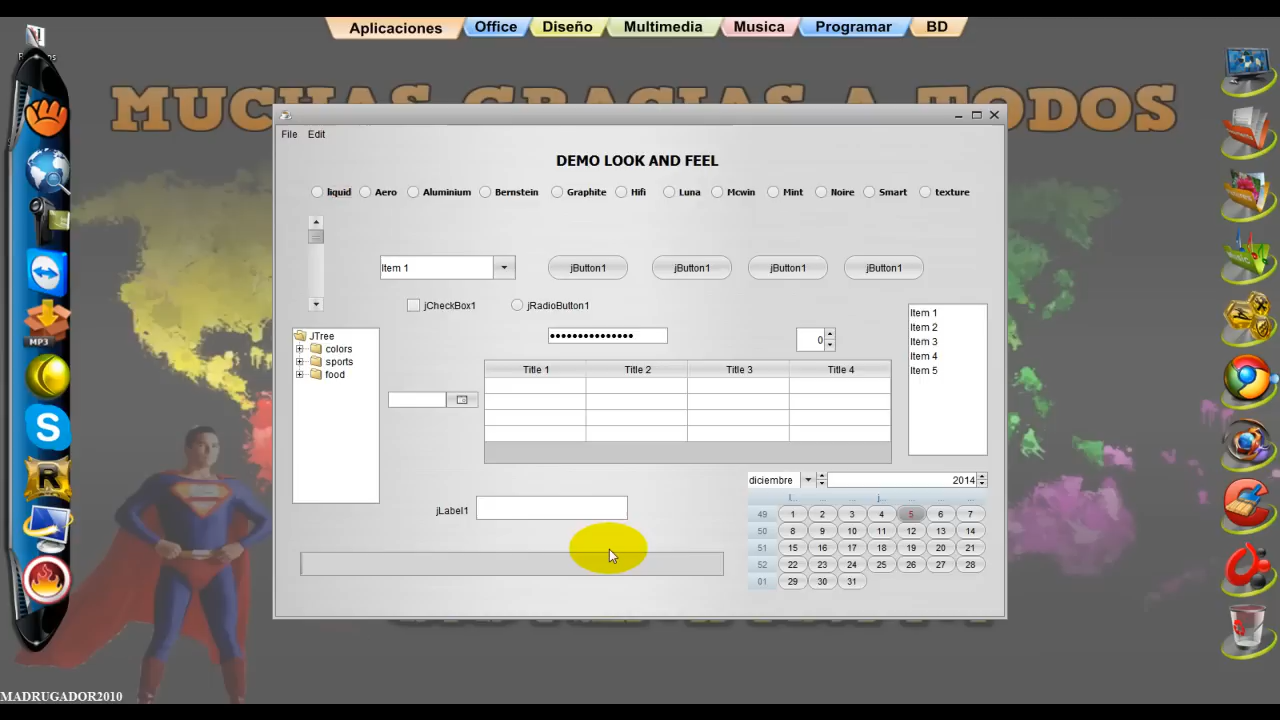 Aplicaciones Office Diseño Multimedia Musica Programar BD
MUCHAS GRACIAS A TODOS
File Edit
DEMO LOOK AND FEEL
liquid Aero Aluminium Bernstein Graphite Hifi Luna Mcwin Mint Noire Smart texture
Item 1 jButton1 jButton1 jButton1 jButton1
jCheckBox1 jRadioButton1
Item 1
Item 2
Item 3
Item 4
Item 5
0
JTree
colors
sports
food
Title 1 Title 2 Title 3 Title 4
diciembre 2014
49 1 2 3 4 5 6 7
50 8 9 10 11 12 13 14
51 15 16 17 18 19 20 21
52 22 23 24 25 26 27 28
01 29 30 31
jLabel1
MP3
S
R
MADRUGADOR2010